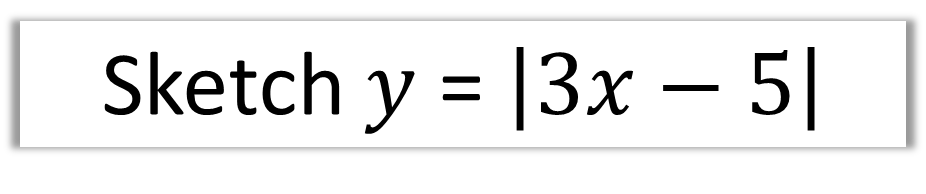 Sketch 𝑦 = |3𝑥 − 5|